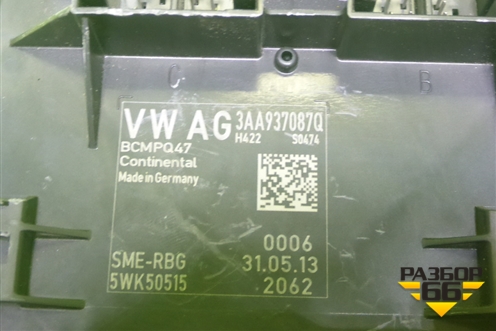 C B
VW AG 3AA937087Q
BCMPQ47 H422 S0474
Continental
Made in Germany
0006
SME-RBG 31.05.13
5WK50515 2062
РАЗБОР
66